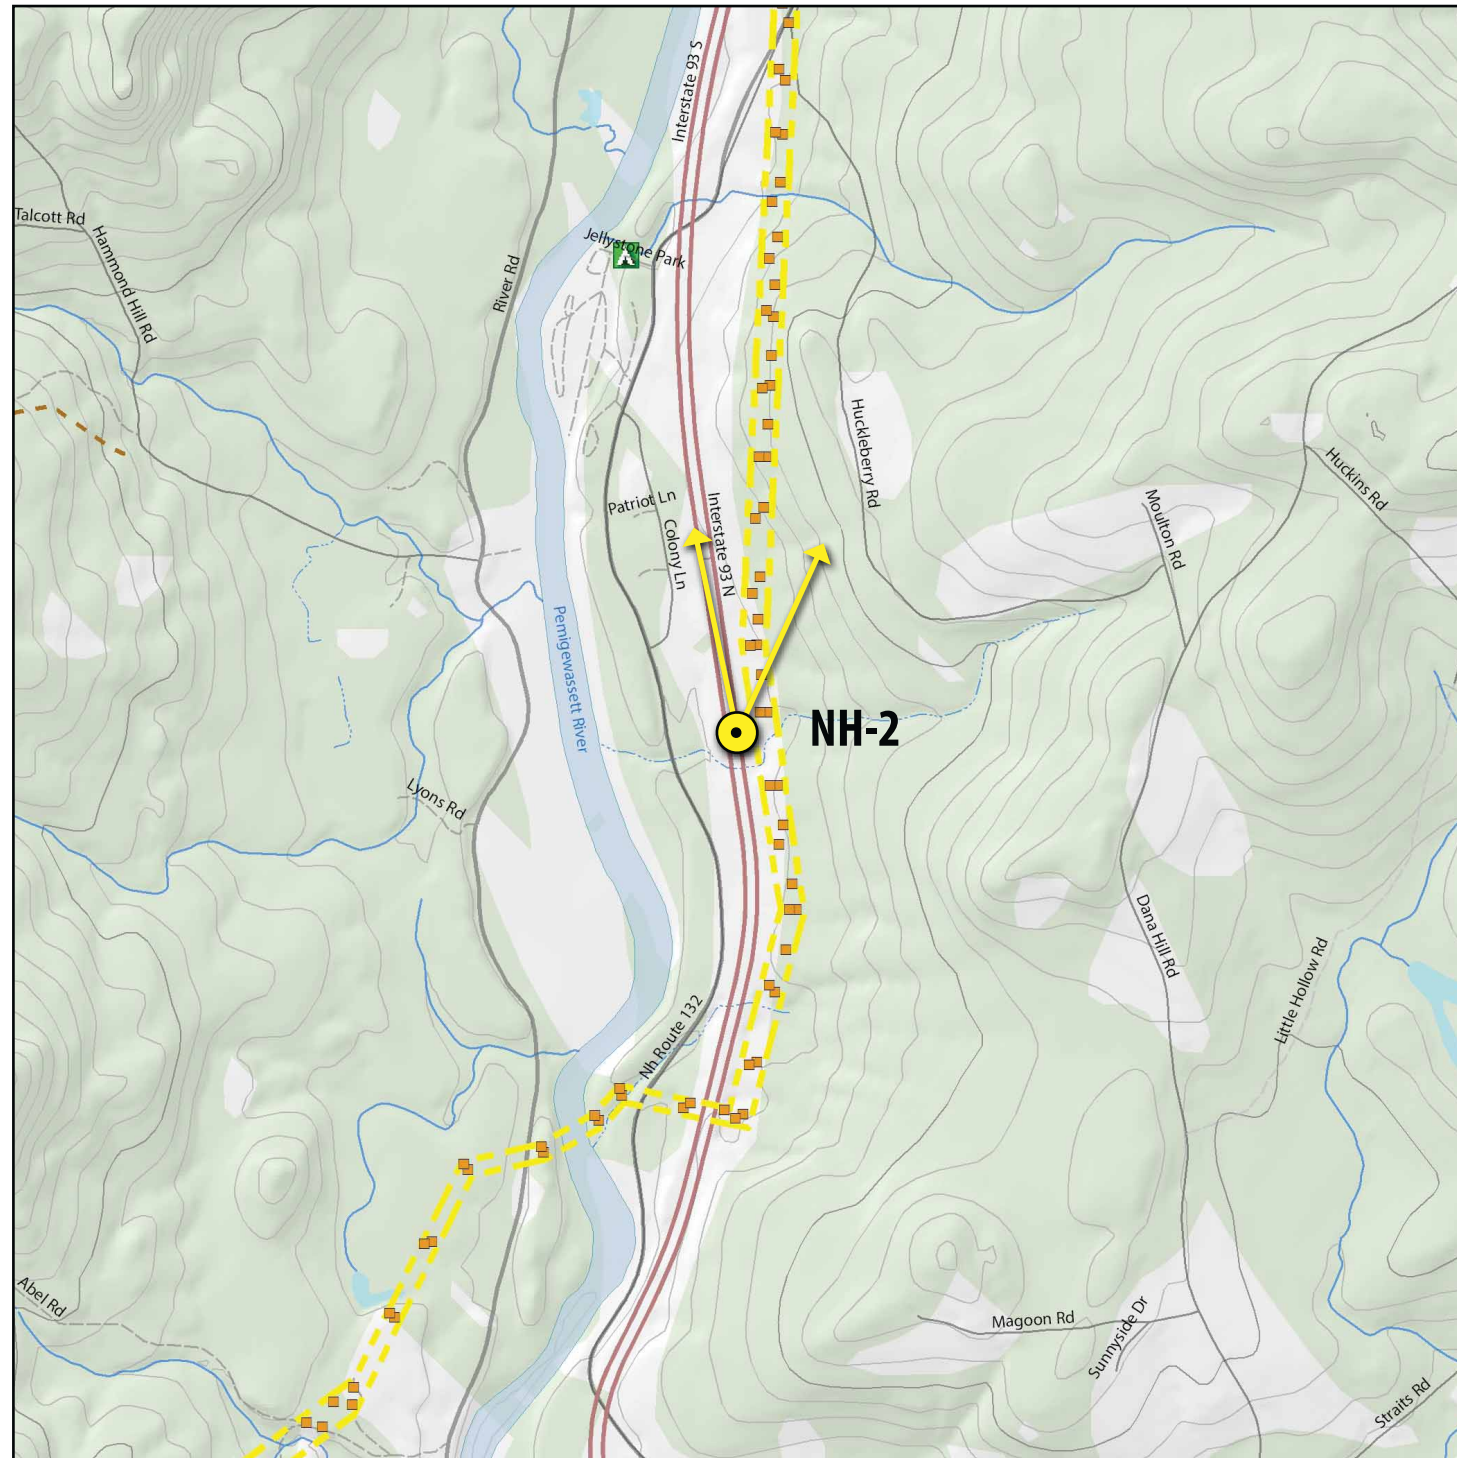 Interstate 93 S
Talcott Rd
Hammond Hill Rd
River Rd
Jellystone Park
Huckleberry Rd
Huckins Rd
Patriot Ln
Colony Ln
Interstate 93 N
Moulton Rd
Pemigewassett River
NH-2
Lyons Rd
Dana Hill Rd
Little Hollow Rd
Nh Route 132
Abel Rd
Magoon Rd
Sunnyside Dr
Straits Rd